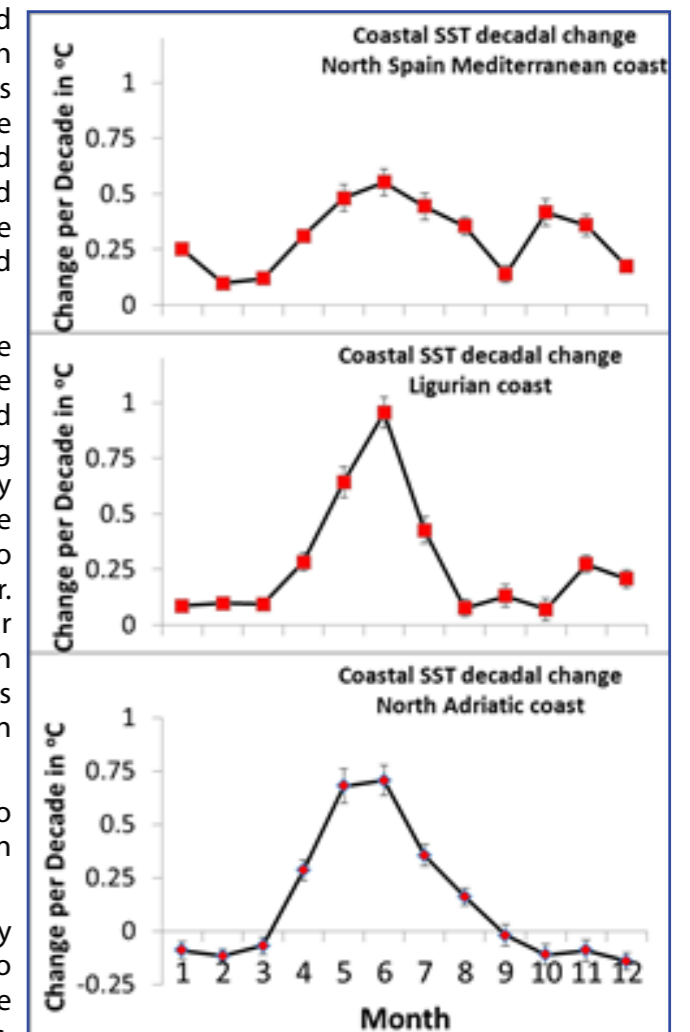 Coastal SST decadal change
North Spain Mediterranean coast
Change per Decade in ºC
1
0.75
0.5
0.25
0
Coastal SST decadal change
Ligurian coast
Change per Decade in ºC
1
0.75
0.5
0.25
0
Coastal SST decadal change
North Adriatic coast
Change per Decade in ºC
1
0.75
0.5
0.25
0
-0.25
1 2 3 4 5 6 7 8 9 10 11 12
Month